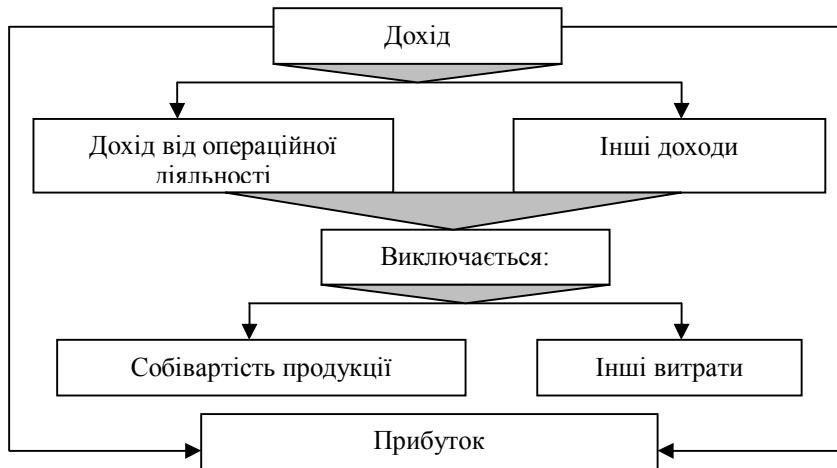 Дохід
Дохід від операційної
діяльності
Інші доходи
Виключається:
Собівартість продукції
Інші витрати
Прибуток